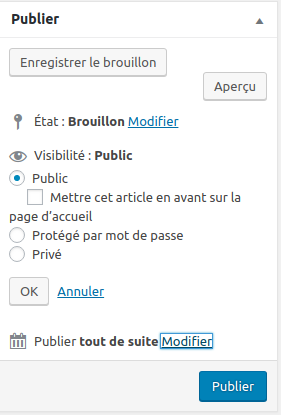 Publier
Enregistrer le brouillon
Aperçu
État : Brouillon Modifier
Visibilité : Public
Public
Mettre cet article en avant sur la
page d’accueil
Protégé par mot de passe
Privé
OK Annuler
Publier tout de suite Modifier
Publier